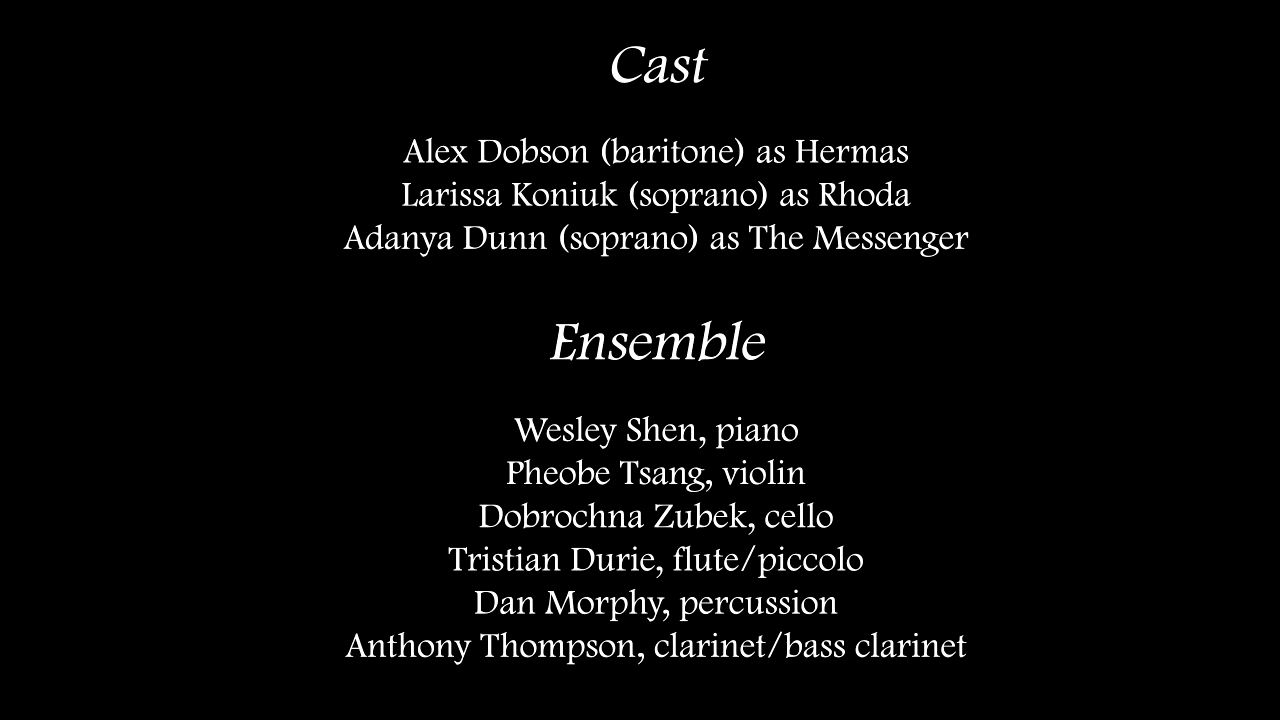 Cast
Alex Dobson (baritone) as Hermas
Larissa Koniuk (soprano) as Rhoda
Adanya Dunn (soprano) as The Messenger
Ensemble
Wesley Shen, piano
Pheobe Tsang, violin
Dobrochna Zubek, cello
Tristian Durie, flute/piccolo
Dan Morphy, percussion
Anthony Thompson, clarinet/bass clarinet